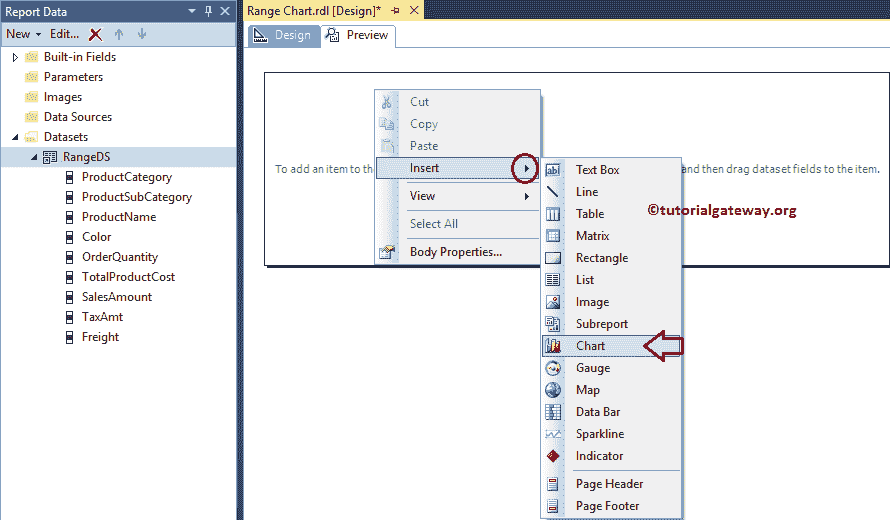 Report Data
New Edit...
Built-in Fields
Parameters
Images
Data Sources
Datasets
RangeDS
ProductCategory
ProductSubCategory
ProductName
Color
OrderQuantity
TotalProductCost
SalesAmount
TaxAmt
Freight
Range Chart.rdl [Design]*
Design Preview
To add an item to the
and then drag dataset fields to the item.
Cut
Copy
Paste
Insert
View
Select All
Body Properties...
ab
Text Box
Line
Table
Matrix
Rectangle
List
Image
Subreport
Chart
Gauge
Map
Data Bar
Sparkline
Indicator
Page Header
Page Footer
©tutorialgateway.org